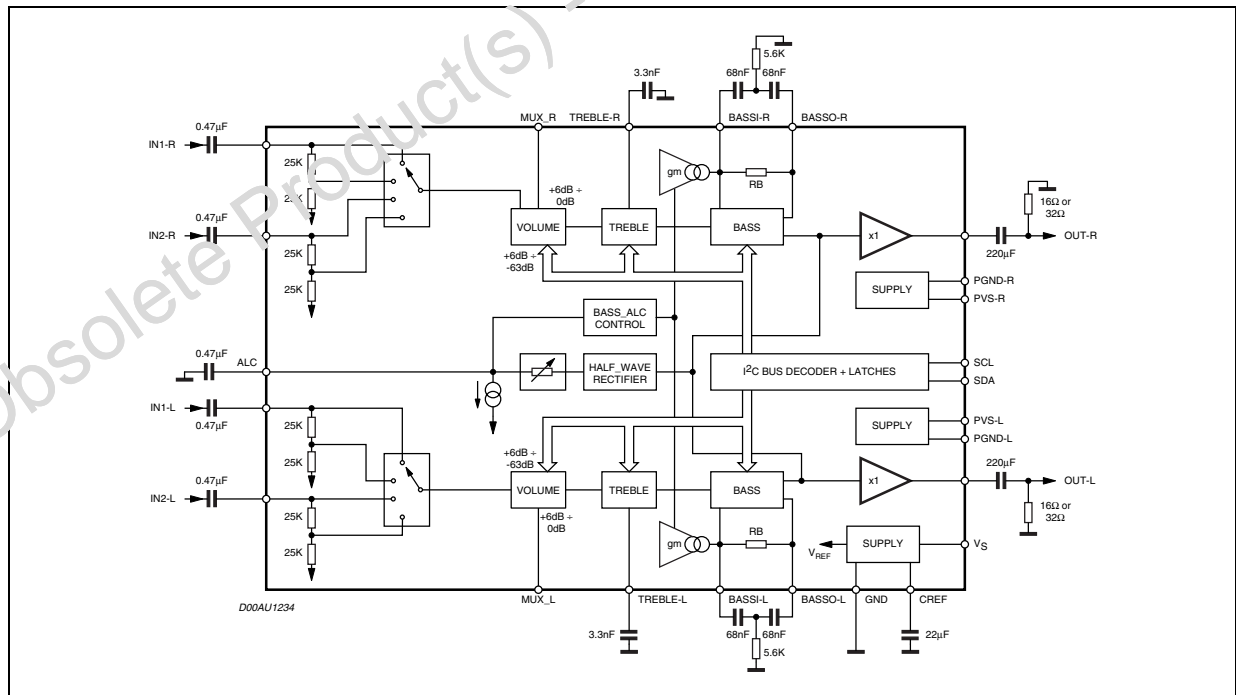 Obsolete Product(s)
5.6K
3.3nF
68nF 68nF
MUX_R TREBLE-R BASSI-R BASSO-R
0.47µF
IN1-R
25K
gm
RB
+6dB ÷
0dB
16Ω or
32Ω
0.47µF
IN2-R
VOLUME TREBLE BASS
x1
OUT-R
220µF
25K
+6dB ÷
-63dB
25K
SUPPLY
PGND-R
PVS-R
BASS_ALC
CONTROL
0.47µF
ALC
HALF_WAVE
RECTIFIER
I2C BUS DECODER + LATCHES
SCL
SDA
IN1-L
0.47µF
25K
25K
SUPPLY
PVS-L
PGND-L
+6dB ÷
-63dB
0.47µF
IN2-L
VOLUME TREBLE BASS
x1
220µF
OUT-L
25K
+6dB ÷
0dB
16Ω or
32Ω
25K
gm
RB
VREF
SUPPLY
VS
D00AU1234
MUX_L TREBLE-L BASSI-L BASSO-L GND CREF
3.3nF
68nF 68nF
22µF
5.6K